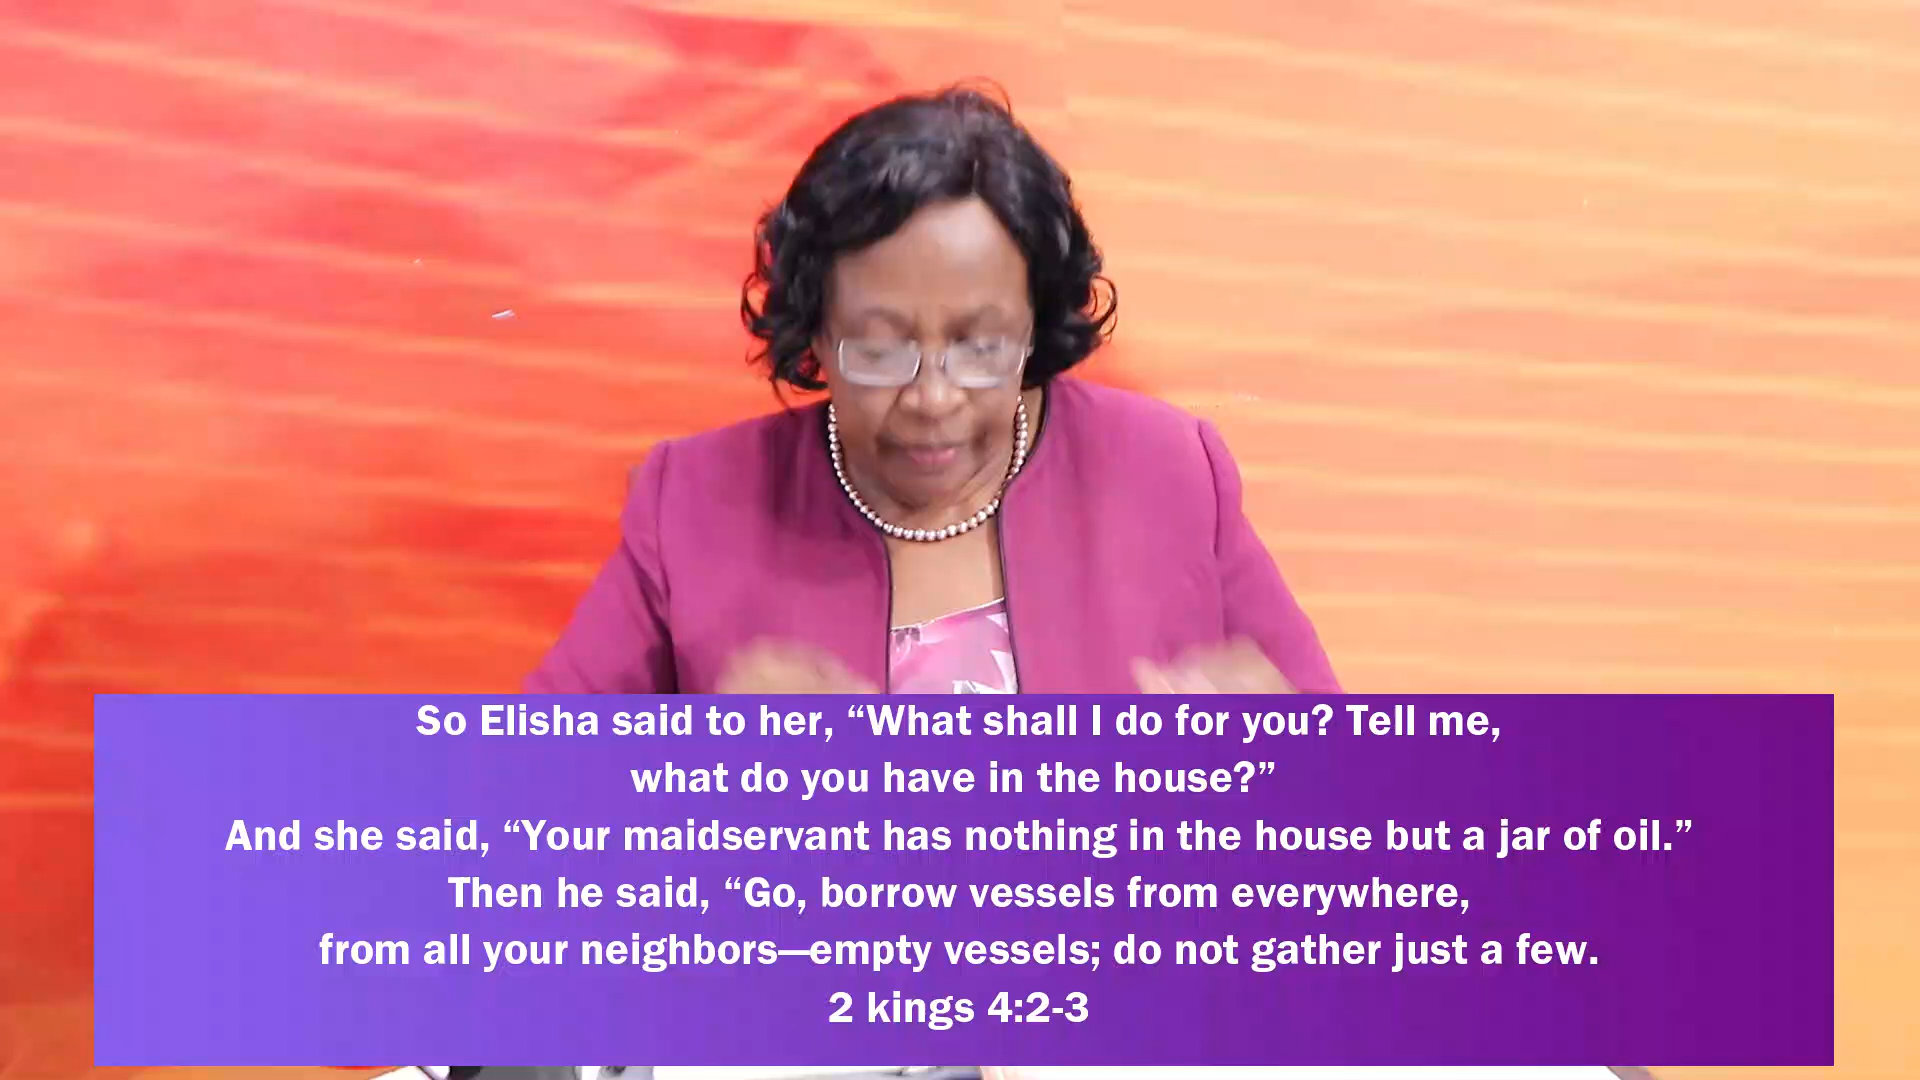 So Elisha said to her, “What shall I do for you? Tell me,
what do you have in the house?”
And she said, “Your maidservant has nothing in the house but a jar of oil.”
Then he said, “Go, borrow vessels from everywhere,
from all your neighbors—empty vessels; do not gather just a few.
2 kings 4:2-3